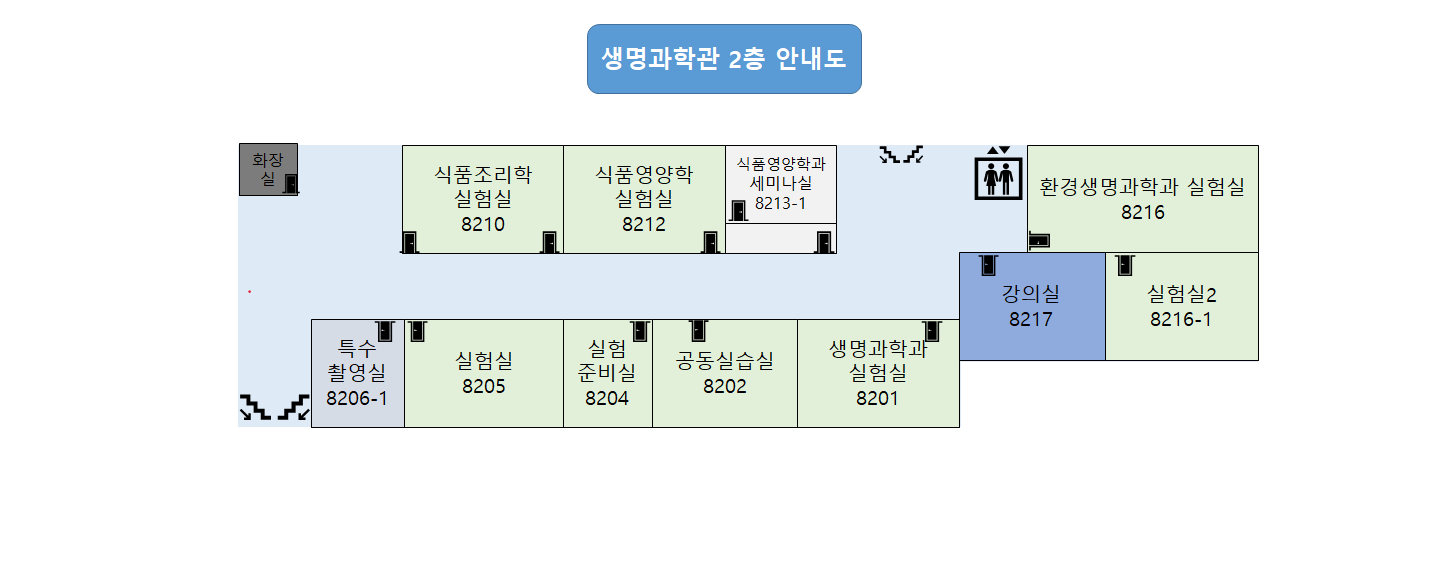 생명과학관 2층 안내도
화장
실
식품조리학
실험실
8210
식품영양학
실험실
8212
식품영양학과
세미나실
8213-1
환경생명과학과 실험실
8216
강의실
8217
실험실2
8216-1
특수
촬영실
8206-1
실험실
8205
실험
준비실
8204
공동실습실
8202
생명과학과
실험실
8201